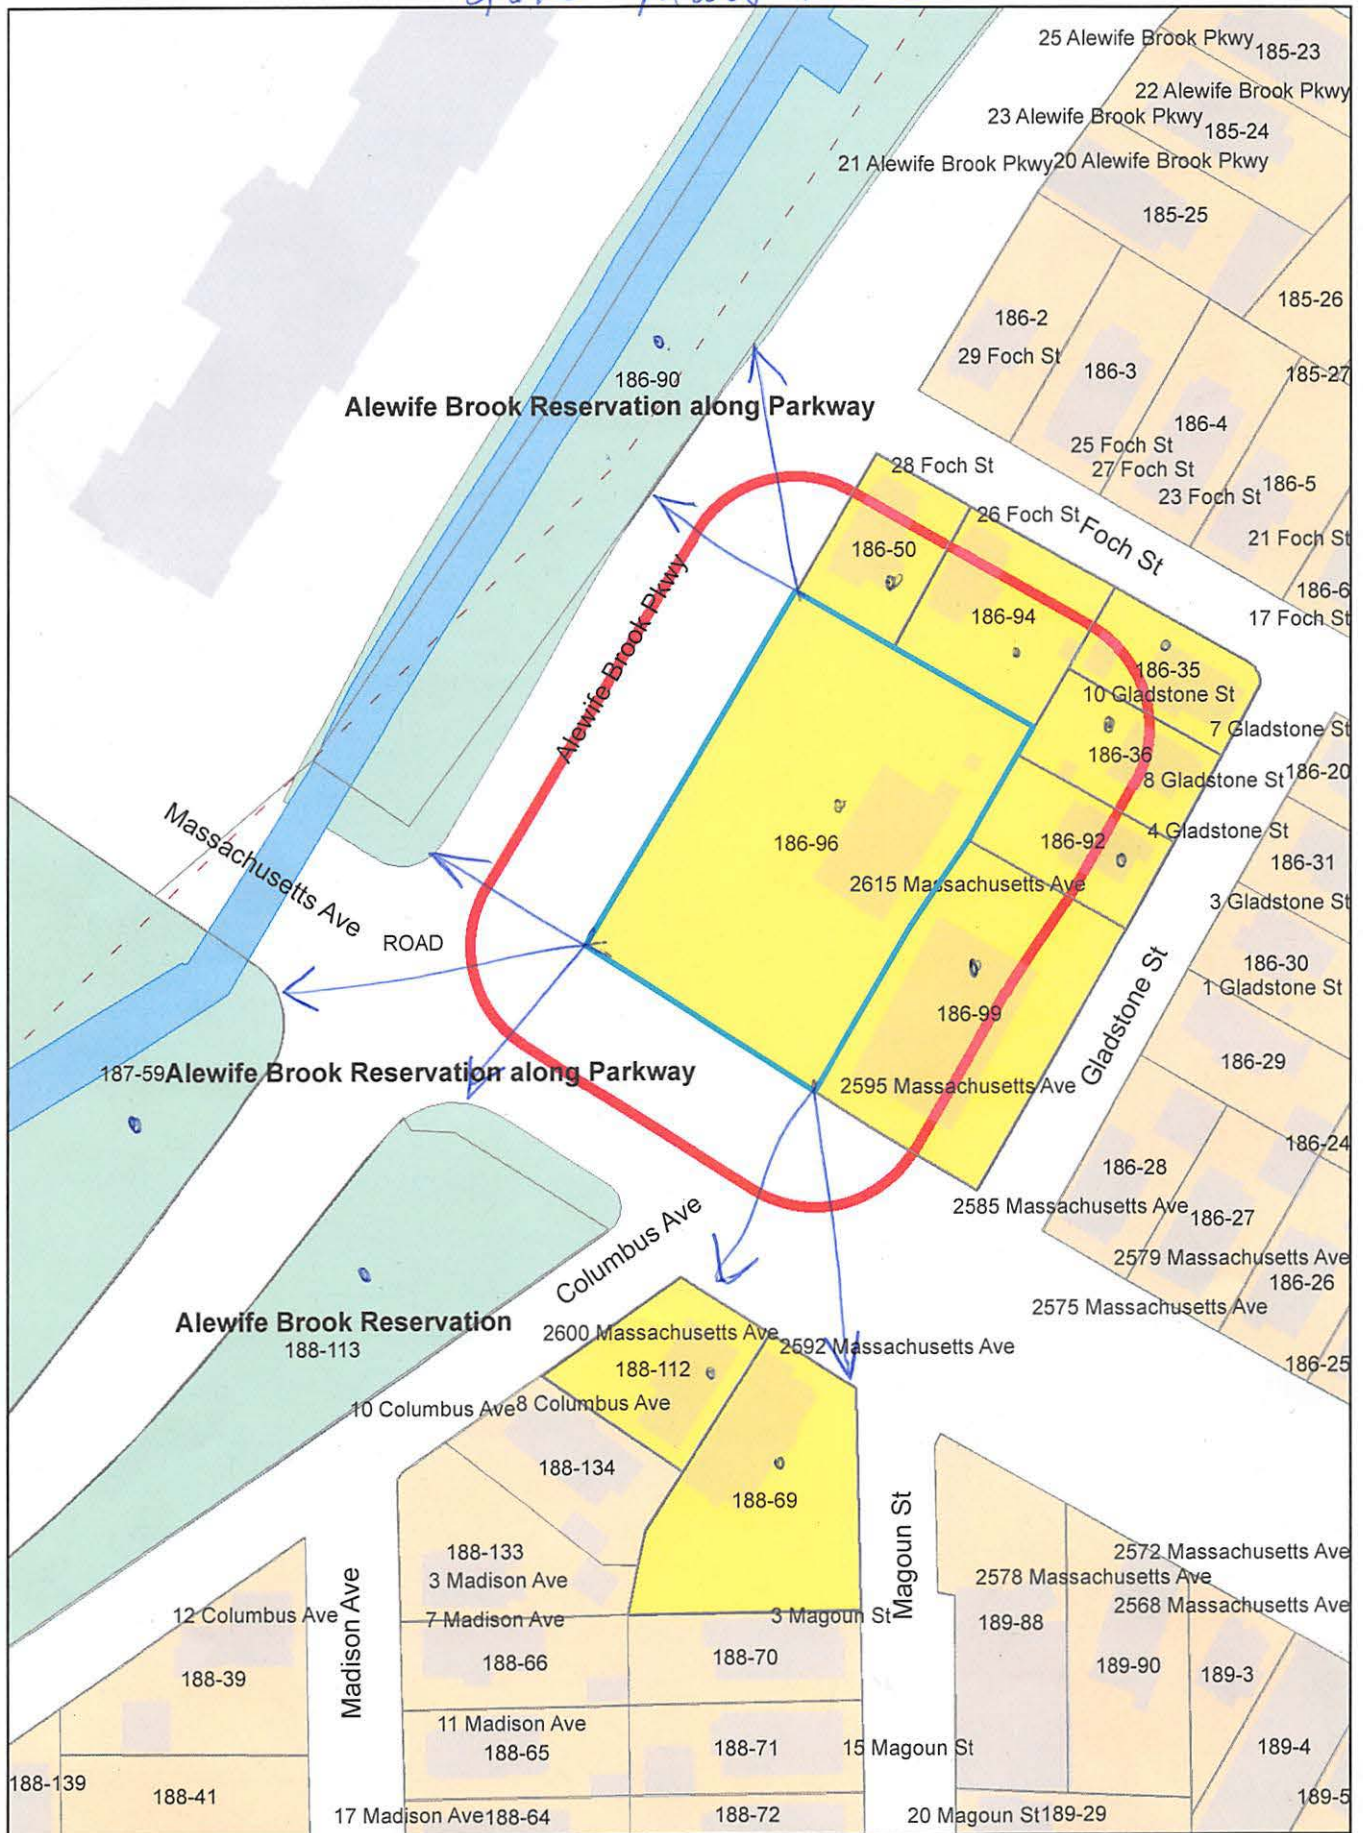 25 Alewife Brook Pkwy
185-23
22 Alewife Brook Pkwy
23 Alewife Brook Pkwy
185-24
21 Alewife Brook Pkwy
20 Alewife Brook Pkwy
185-25
185-26
186-2
29 Foch St
186-3
185-27
186-90
Alewife Brook Reservation along Parkway
186-4
25 Foch St
27 Foch St
23 Foch St
186-5
28 Foch St
26 Foch St
Foch St
21 Foch St
186-50
186-6
17 Foch St
186-94
Alewife Brook Pkwy
186-35
10 Gladstone St
7 Gladstone St
186-36
8 Gladstone St
186-20
4 Gladstone St
186-96
186-92
186-31
2615 Massachusetts Ave
3 Gladstone St
Massachusetts Ave
ROAD
186-30
1 Gladstone St
186-99
Gladstone St
186-29
187-59
Alewife Brook Reservation along Parkway
2595 Massachusetts Ave
186-24
186-28
2585 Massachusetts Ave
186-27
Columbus Ave
2579 Massachusetts Ave
186-26
2575 Massachusetts Ave
Alewife Brook Reservation
188-113
2600 Massachusetts Ave
2592 Massachusetts Ave
188-112
186-25
10 Columbus Ave
8 Columbus Ave
188-134
188-69
Magoun St
188-133
3 Madison Ave
2572 Massachusetts Ave
2578 Massachusetts Ave
2568 Massachusetts Ave
12 Columbus Ave
Madison Ave
7 Madison Ave
3 Magoun St
189-88
188-39
188-66
188-70
189-90
189-3
11 Madison Ave
188-65
188-71
15 Magoun St
189-4
188-139
188-41
189-5
17 Madison Ave
188-64
188-72
20 Magoun St
189-29